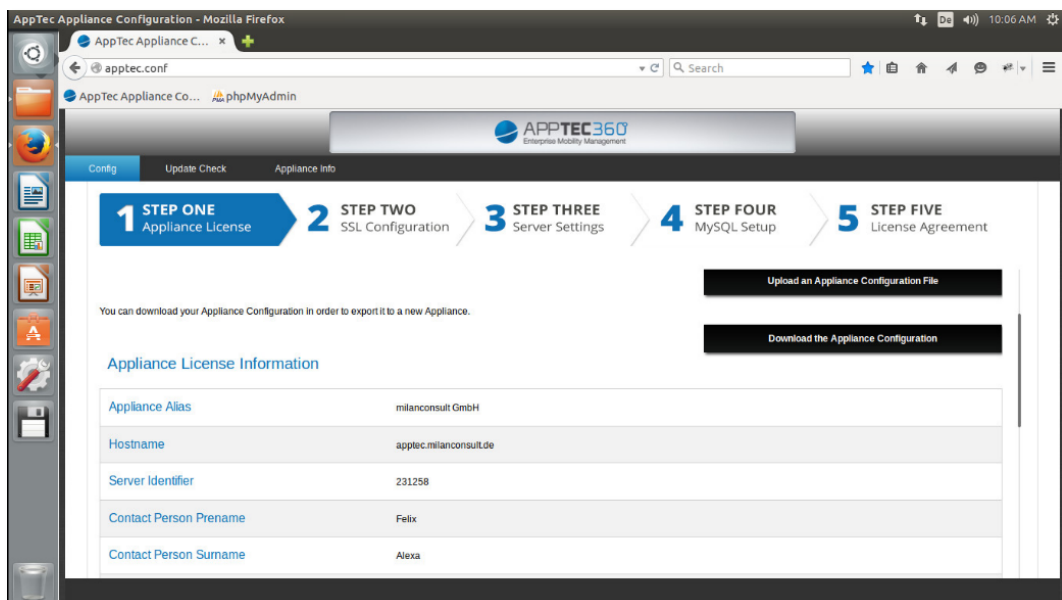 AppTec Appliance Configuration - Mozilla Firefox
De 10:06 AM
AppTec Appliance C... ×
apptec.conf
Search
AppTec Appliance Co... phpMyAdmin
APPTEC360
Enterprise Mobility Management
Config Update Check Appliance Info
1 STEP ONE
Appliance License
2 STEP TWO
SSL Configuration
3 STEP THREE
Server Settings
4 STEP FOUR
MySQL Setup
5 STEP FIVE
License Agreement
Upload an Appliance Configuration File
You can download your Appliance Configuration in order to export it to a new Appliance.
Download the Appliance Configuration
Appliance License Information
Appliance Alias milanconsult GmbH
Hostname apptec.milanconsult.de
Server Identifier 231258
Contact Person Prename Felix
Contact Person Surname Alexa